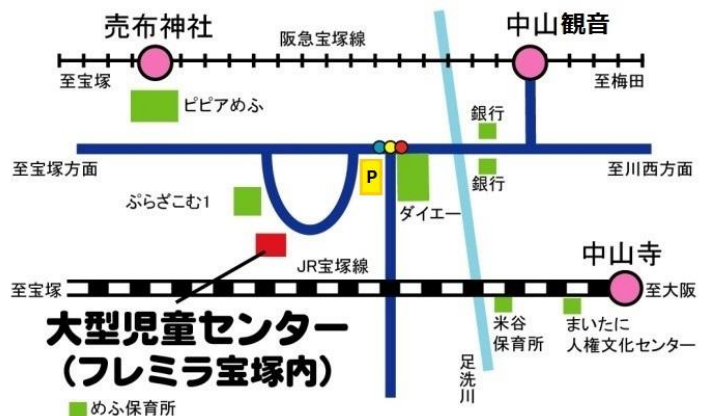 売布神社
中山観音
阪急宝塚線
至宝塚
至梅田
ピピアめふ
銀行
至宝塚方面
至川西方面
P
銀行
ぷらざこむ1
ダイエー
中山寺
JR宝塚線
至宝塚
至大阪
大型児童センター
(フレミラ宝塚内)
米谷
保育所
まいたに
人権文化センター
足洗川
めふ保育所